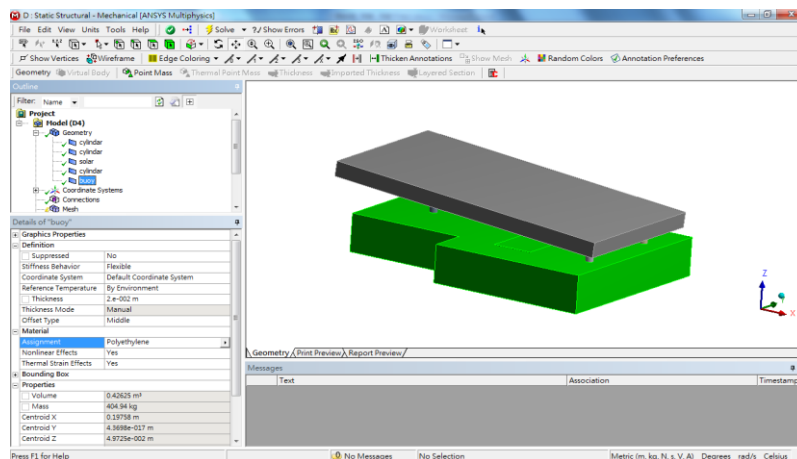 D : Static Structural - Mechanical [ANSYS Multiphysics]
File Edit View Units Tools Help Solve ?/ Show Errors Worksheet
Show Vertices Wireframe Edge Coloring Thicken Annotations Show Mesh Random Colors Annotation Preferences
Geometry Virtual Body Point Mass Thermal Point Mass Thickness Imported Thickness Layered Section
Outline
Filter: Name
Project
Model (D4)
Geometry
cylindar
cylindar
solar
cylindar
buoy
Coordinate Systems
Connections
Mesh
Details of "buoy"
Graphics Properties
Definition
Suppressed No
Stiffness Behavior Flexible
Coordinate System Default Coordinate System
Reference Temperature By Environment
Thickness 2.e-002 m
Thickness Mode Manual
Offset Type Middle
Material
Assignment Polyethylene
Nonlinear Effects Yes
Thermal Strain Effects Yes
Bounding Box
Properties
Volume 0.42625 m³
Mass 404.94 kg
Centroid X 0.19758 m
Centroid Y 4.3698e-017 m
Centroid Z 4.9725e-002 m
Z
X
Geometry Print Preview Report Preview
Messages
Text Association Timestamp
Press F1 for Help No Messages No Selection Metric (m, kg, N, s, V, A) Degrees rad/s Celsius